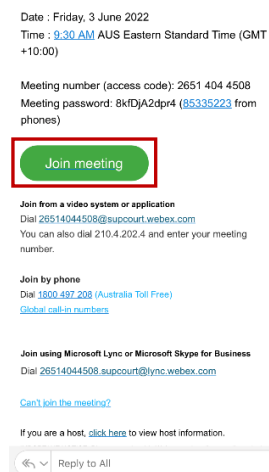 Date : Friday, 3 June 2022
Time : 9:30 AM AUS Eastern Standard Time (GMT
+10:00)
Meeting number (access code): 2651 404 4508
Meeting password: 8kfDjA2dpr4 (85335223 from
phones)
Join meeting
Join from a video system or application
Dial 26514044508@supcourt.webex.com
You can also dial 210.4.202.4 and enter your meeting
number.
Join by phone
Dial 1800 497 208 (Australia Toll Free)
Global call-in numbers
Join using Microsoft Lync or Microsoft Skype for Business
Dial 26514044508.supcourt@lync.webex.com
Can't join the meeting?
If you are a host, click here to view host information.
Reply to All